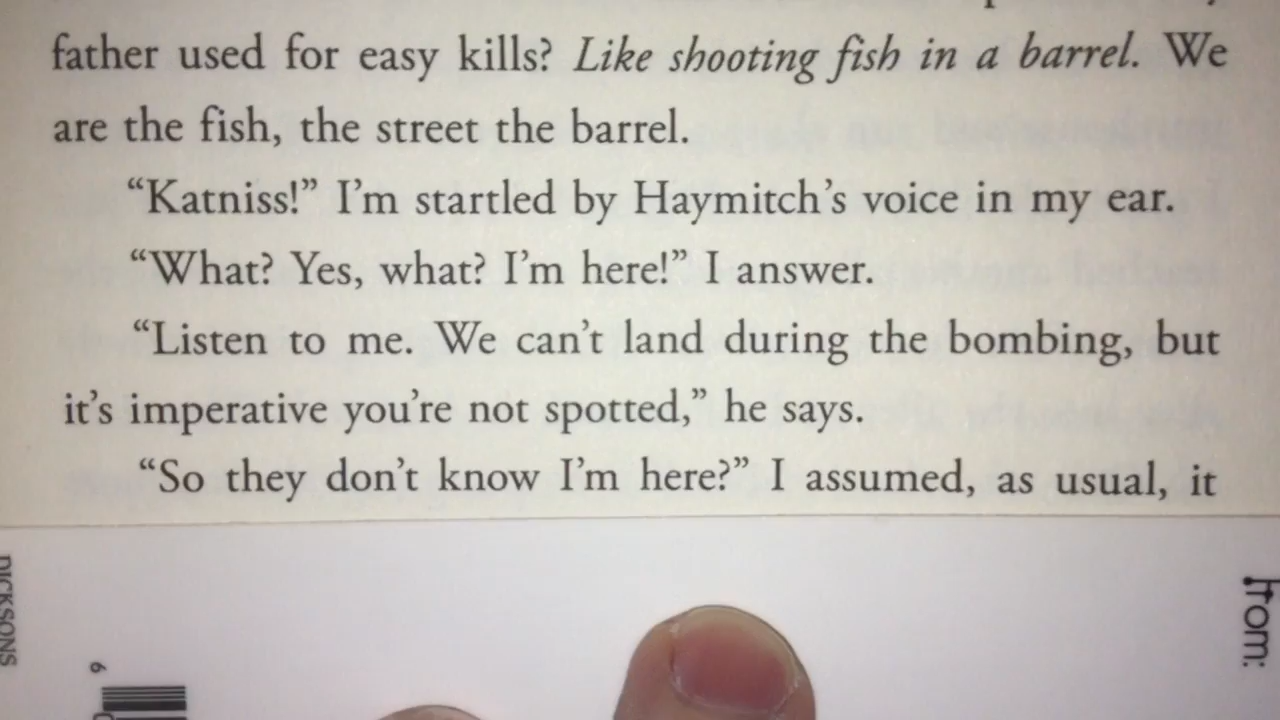 father used for easy kills? Like shooting fish in a barrel. We
are the fish, the street the barrel.
“Katniss!” I’m startled by Haymitch’s voice in my ear.
“What? Yes, what? I’m here!” I answer.
“Listen to me. We can’t land during the bombing, but
it’s imperative you’re not spotted,” he says.
“So they don’t know I’m here?” I assumed, as usual, it
DICKSONS
6
from: